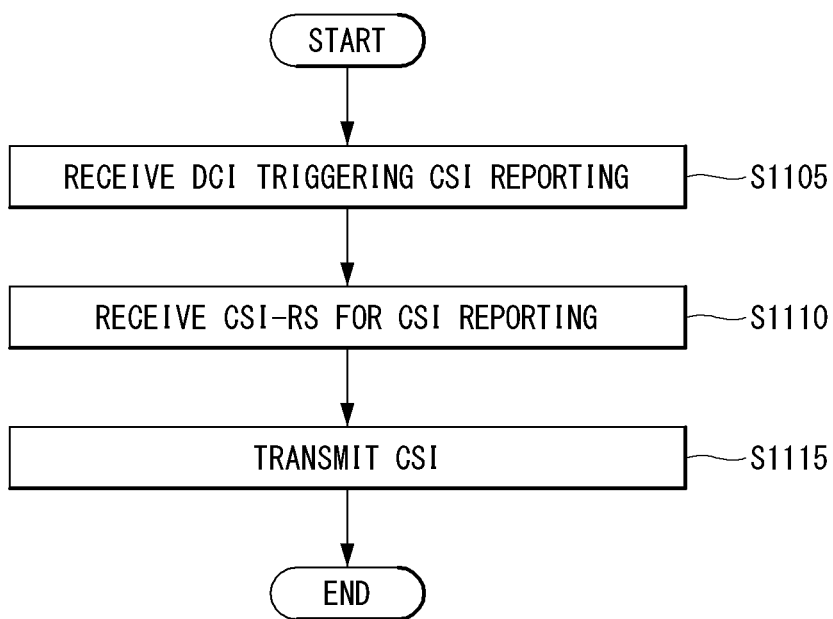 START
RECEIVE DCI TRIGGERING CSI REPORTING
S1105
RECEIVE CSI-RS FOR CSI REPORTING
S1110
TRANSMIT CSI
S1115
END